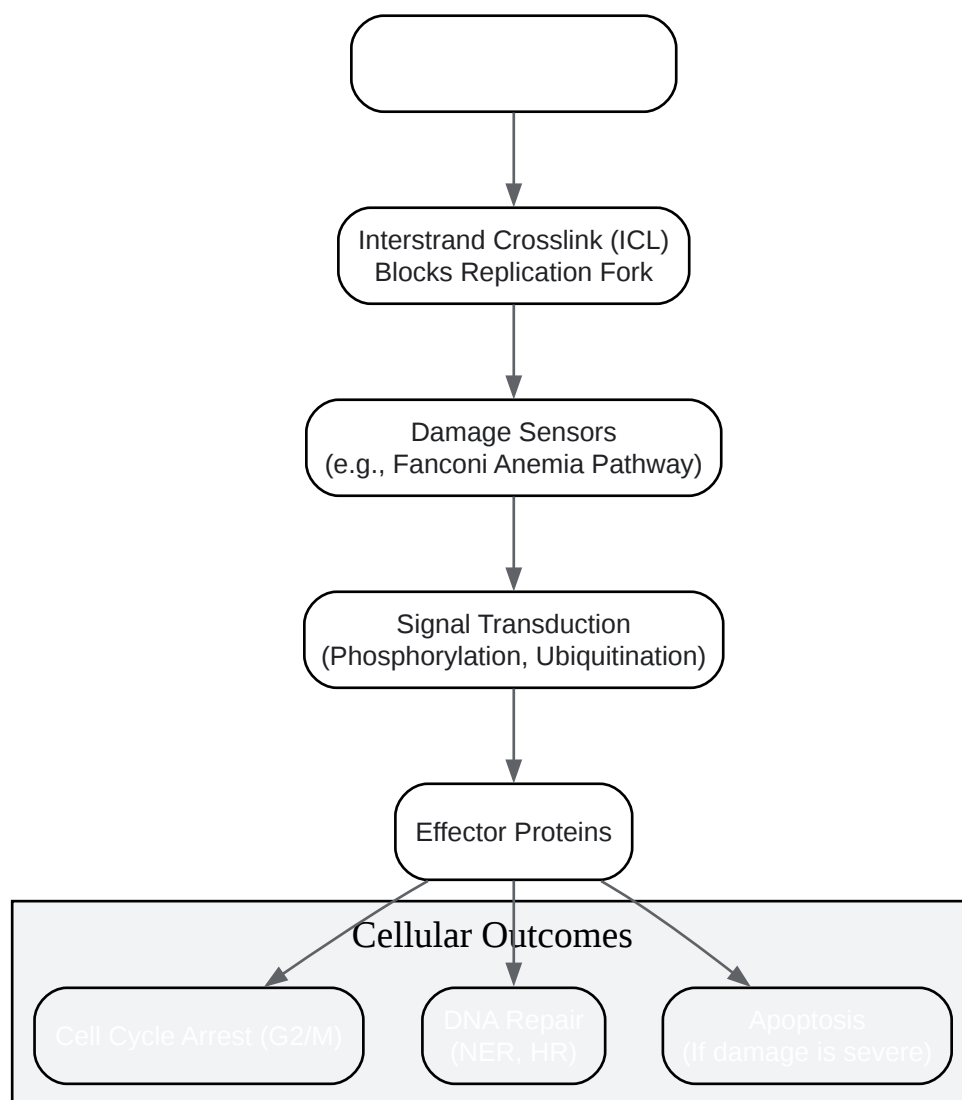 Interstrand Crosslink (ICL)
Blocks Replication Fork
Damage Sensors
(e.g., Fanconi Anemia Pathway)
Signal Transduction
(Phosphorylation, Ubiquitination)
Effector Proteins
Cellular Outcomes
Cell Cycle Arrest (G2/M)
DNA Repair
(NER, HR)
Apoptosis
(If damage is severe)